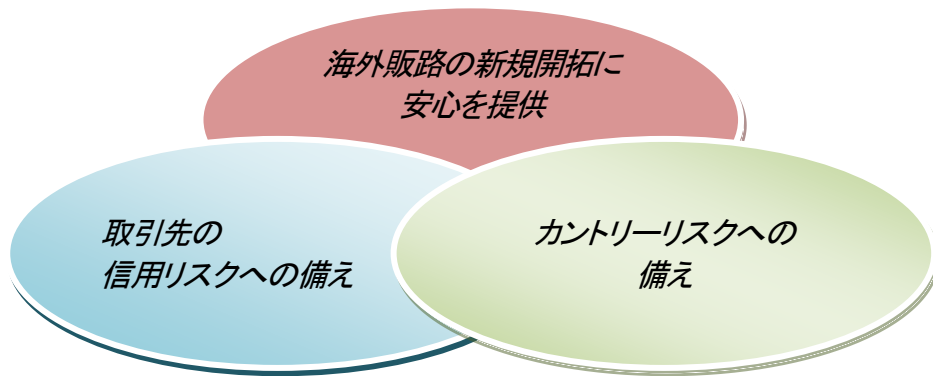 海外販路の新規開拓に
安心を提供
取引先の
信用リスクへの備え
カントリーリスクへの
備え